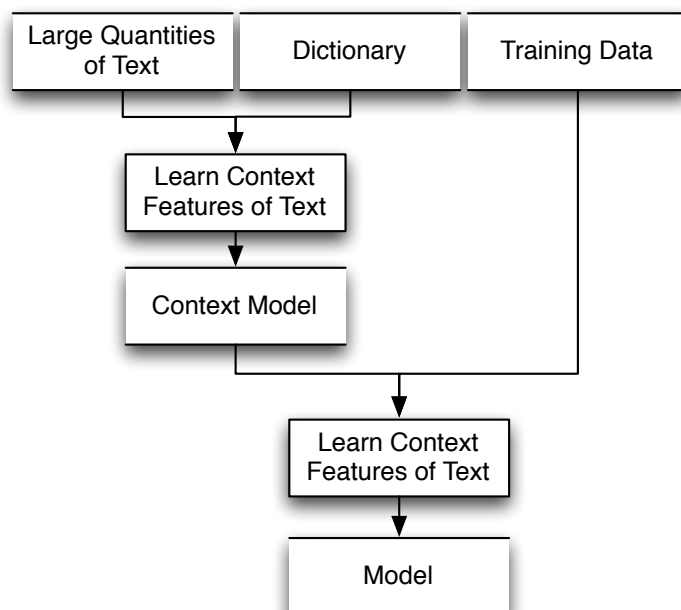 Large Quantities
of Text
Dictionary
Training Data
Learn Context
Features of Text
Context Model
Learn Context
Features of Text
Model